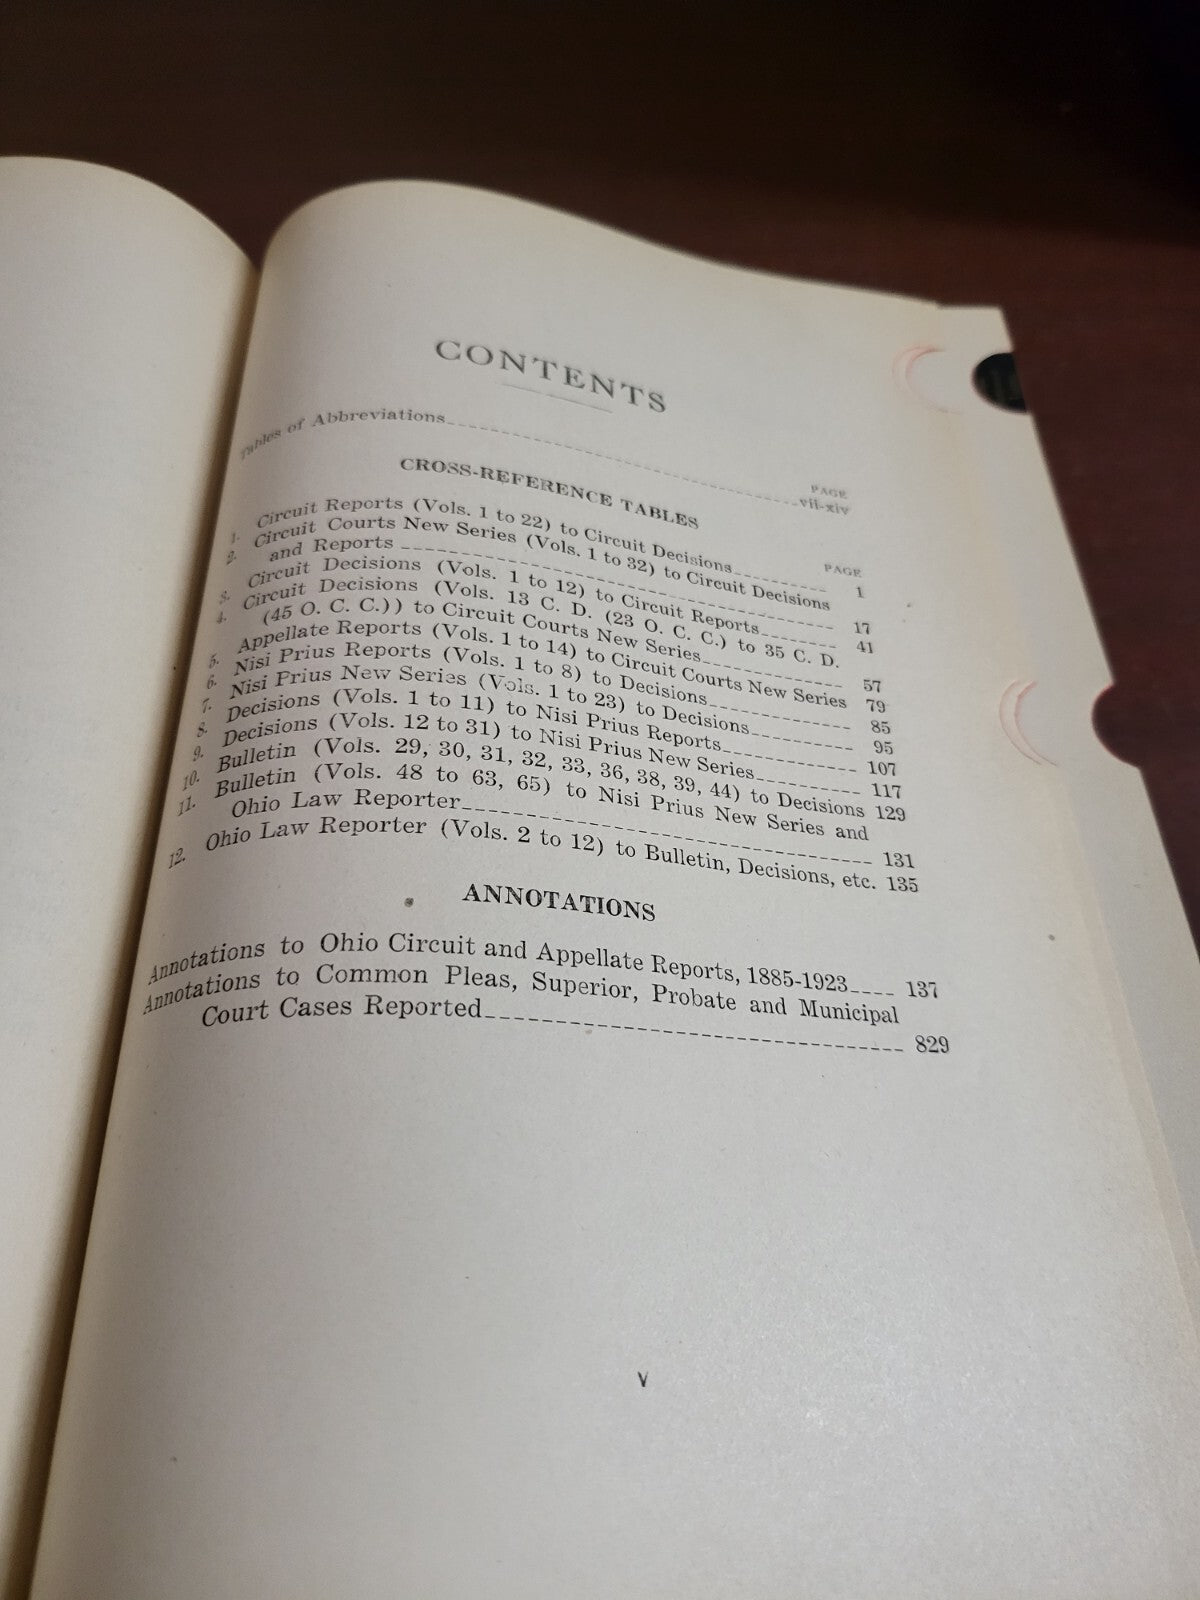 CONTENTS
PAGE
Tables of Abbreviations vii-xiv
CROSS-REFERENCE TABLES
PAGE
1. Circuit Reports (Vols. 1 to 22) to Circuit Decisions 1
2. Circuit Courts New Series (Vols. 1 to 32) to Circuit Decisions
and Reports 17
3. Circuit Decisions (Vols. 1 to 12) to Circuit Reports 41
4. Circuit Decisions (Vols. 13 C. D. (23 O. C. C.) to 35 C. D.
(45 O. C. C.)) to Circuit Courts New Series 57
5. Appellate Reports (Vols. 1 to 14) to Circuit Courts New Series 79
6. Nisi Prius Reports (Vols. 1 to 8) to Decisions 85
7. Nisi Prius New Series (Vols. 1 to 23) to Decisions 95
8. Decisions (Vols. 1 to 11) to Nisi Prius Reports 107
9. Decisions (Vols. 12 to 31) to Nisi Prius New Series 117
10. Bulletin (Vols. 29, 30, 31, 32, 33, 36, 38, 39, 44) to Decisions 129
11. Bulletin (Vols. 48 to 63, 65) to Nisi Prius New Series and
Ohio Law Reporter 131
12. Ohio Law Reporter (Vols. 2 to 12) to Bulletin, Decisions, etc. 135
ANNOTATIONS
Annotations to Ohio Circuit and Appellate Reports, 1885-1923 137
Annotations to Common Pleas, Superior, Probate and Municipal
Court Cases Reported 829
v